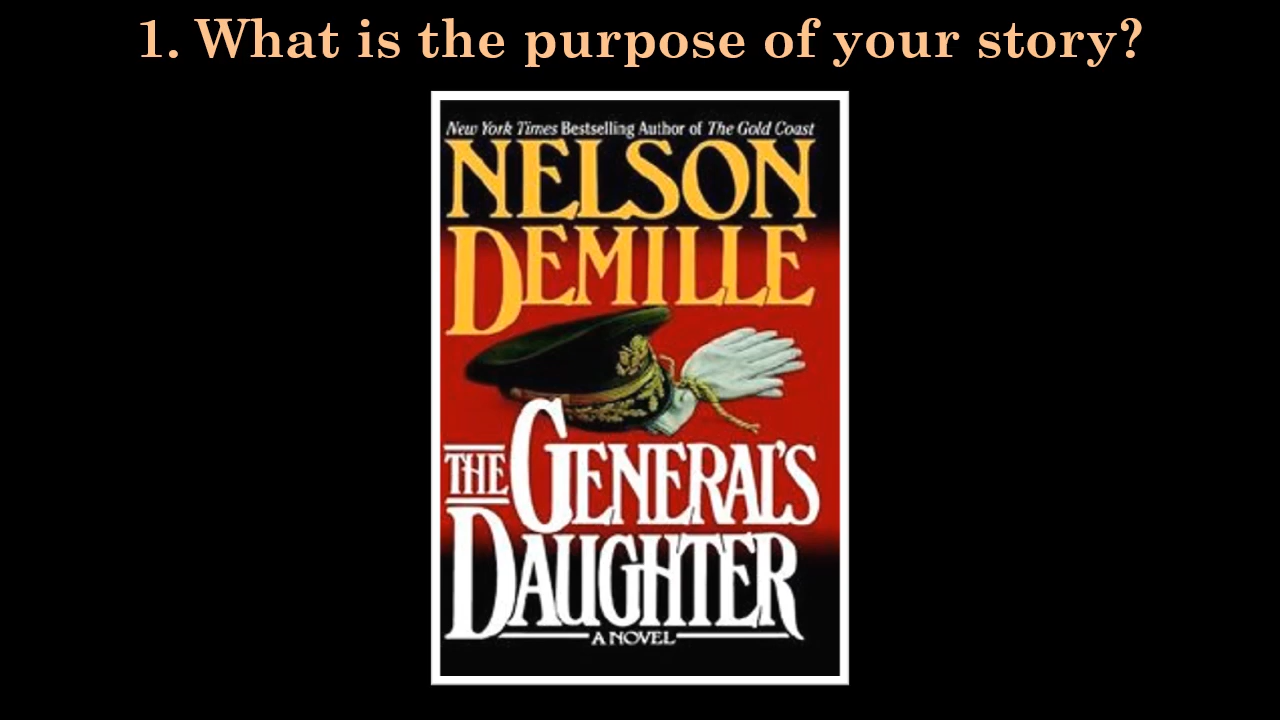 1. What is the purpose of your story?
New York Times Bestselling Author of The Gold Coast
NELSON
DEMILLE
THE GENERAL'S
DAUGHTER
A NOVEL